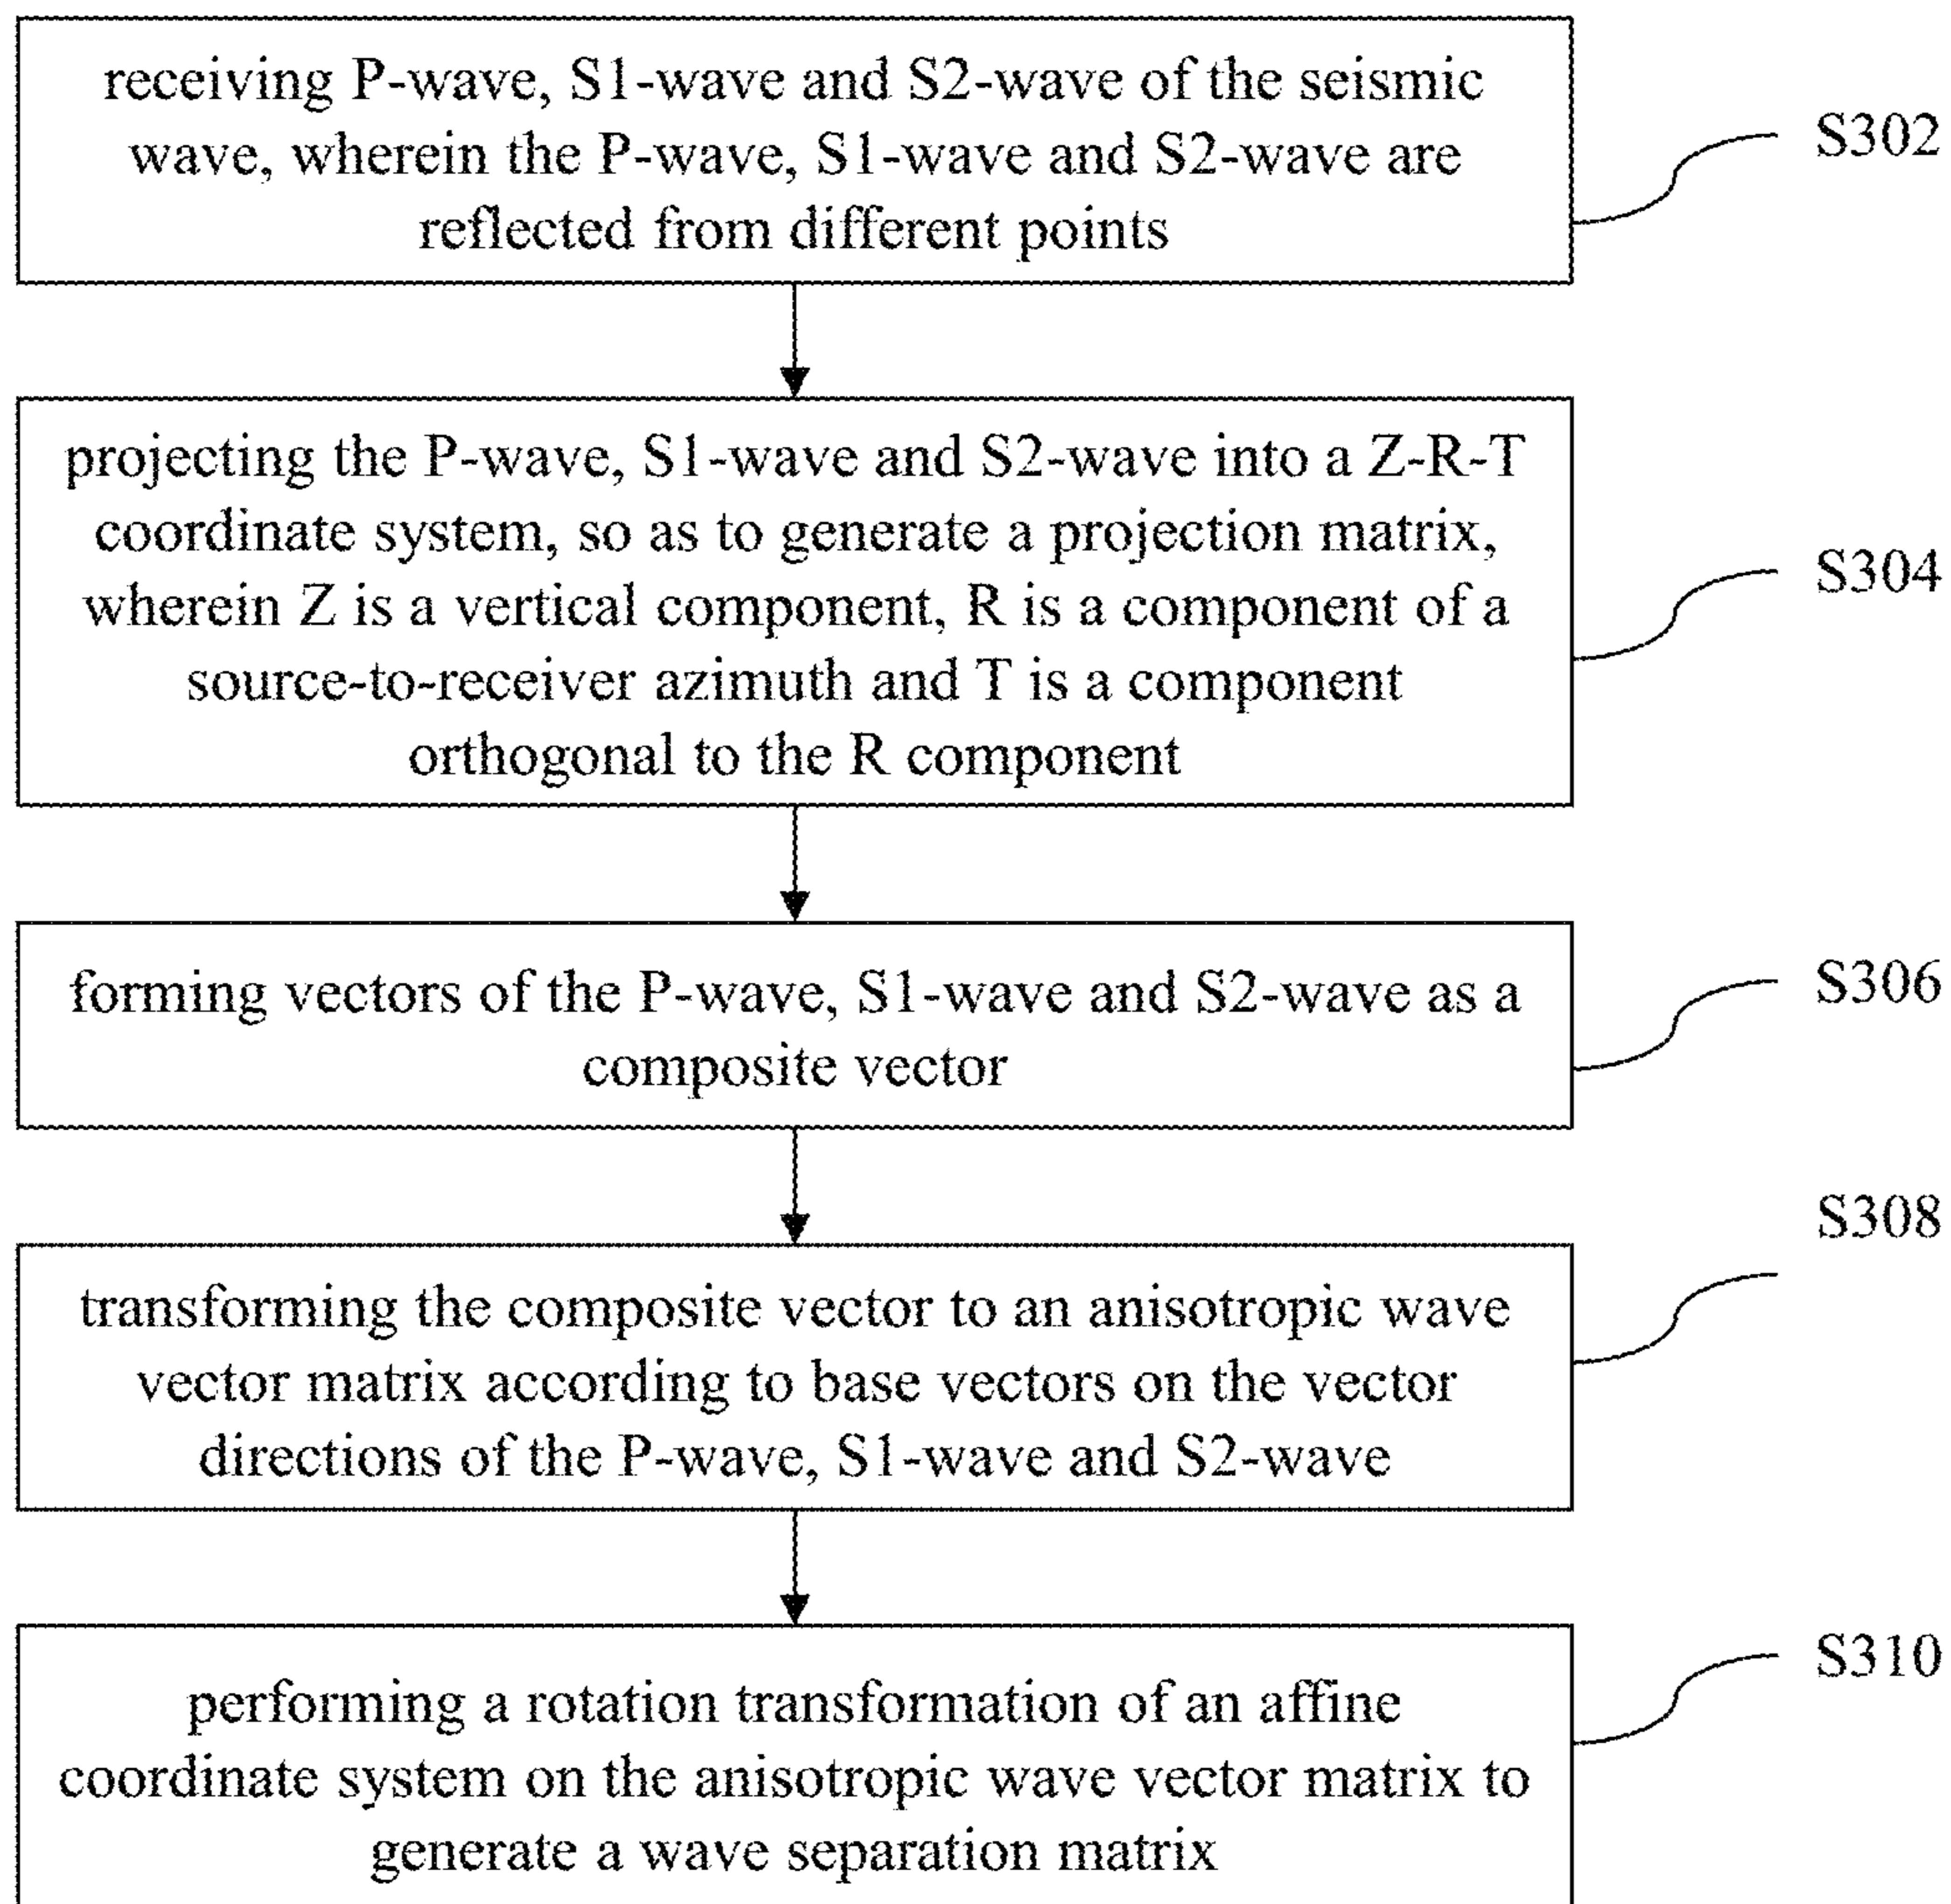 receiving P-wave, S1-wave and S2-wave of the seismic
wave, wherein the P-wave, S1-wave and S2-wave are
reflected from different points
S302
projecting the P-wave, S1-wave and S2-wave into a Z-R-T
coordinate system, so as to generate a projection matrix,
wherein Z is a vertical component, R is a component of a
source-to-receiver azimuth and T is a component
orthogonal to the R component
S304
forming vectors of the P-wave, S1-wave and S2-wave as a
composite vector
S306
transforming the composite vector to an anisotropic wave
vector matrix according to base vectors on the vector
directions of the P-wave, S1-wave and S2-wave
S308
performing a rotation transformation of an affine
coordinate system on the anisotropic wave vector matrix to
generate a wave separation matrix
S310